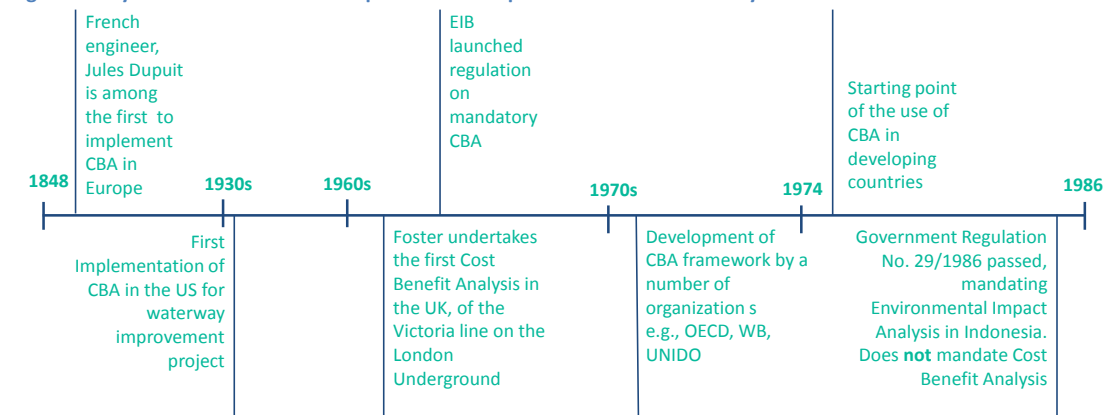 French
engineer,
Jules Dupuit
is among
the first to
implement
CBA in
Europe
EIB
launched
regulation
on
mandatory
CBA
Starting point
of the use of
CBA in
developing
countries
1848
1930s
1960s
1970s
1974
1986
First
Implementation of
CBA in the US for
waterway
improvement
project
Foster undertakes
the first Cost
Benefit Analysis in
the UK, of the
Victoria line on the
London
Underground
Development of
CBA framework by a
number of
organization s
e.g., OECD, WB,
UNIDO
Government Regulation
No. 29/1986 passed,
mandating
Environmental Impact
Analysis in Indonesia.
Does not mandate Cost
Benefit Analysis